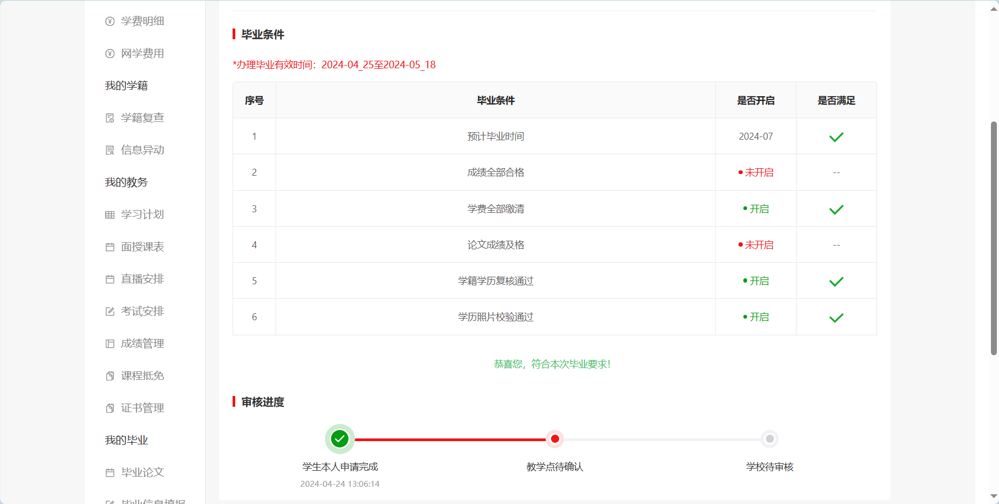 学费明细
网学费用
我的学籍
学籍复查
信息异动
我的教务
学习计划
面授课表
直播安排
考试安排
成绩管理
课程抵免
证书管理
我的毕业
毕业论文
毕业信息填报
毕业条件
*办理毕业有效时间：2024-04_25至2024-05_18
序号 毕业条件 是否开启 是否满足
1 预计毕业时间 2024-07
2 成绩全部合格 未开启 --
3 学费全部缴清 开启
4 论文成绩及格 未开启 --
5 学籍学历复核通过 开启
6 学历照片校验通过 开启
恭喜您，符合本次毕业要求！
审核进度
学生本人申请完成 教学点待确认 学校待审核
2024-04-24 13:06:14